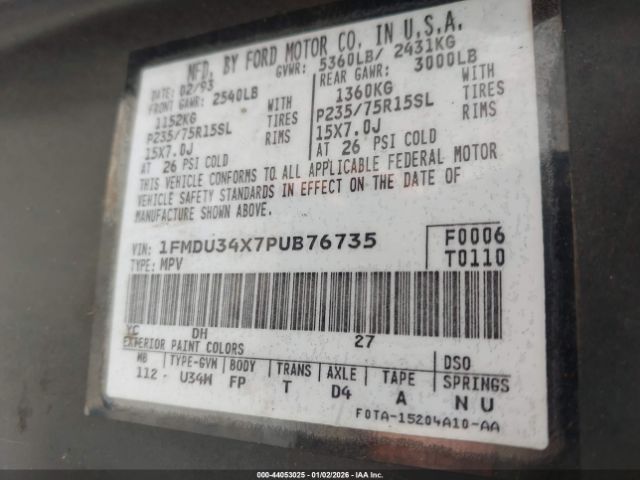 MFD. BY FORD MOTOR CO. IN U.S.A.
DATE: 02/93 GVWR: 5360LB/ 2431KG
FRONT GAWR: 2540LB REAR GAWR: 3000LB
1152KG WITH 1360KG WITH
P235/75R15SL TIRES P235/75R15SL TIRES
15X7.0J RIMS 15X7.0J RIMS
AT 26 PSI COLD AT 26 PSI COLD
THIS VEHICLE CONFORMS TO ALL APPLICABLE FEDERAL MOTOR
VEHICLE SAFETY STANDARDS IN EFFECT ON THE DATE OF
MANUFACTURE SHOWN ABOVE.
VIN: 1FMDU34X7PUB76735 F0006
TYPE: MPV T0110
YC DH 27
EXTERIOR PAINT COLORS DSO
WB TYPE-GVW BODY TRANS AXLE TAPE SPRINGS
112 - U34W FP T D4 A N U
F0TA-15204A10-AA
000-44053025 - 01/02/2026 - IAAI.COM